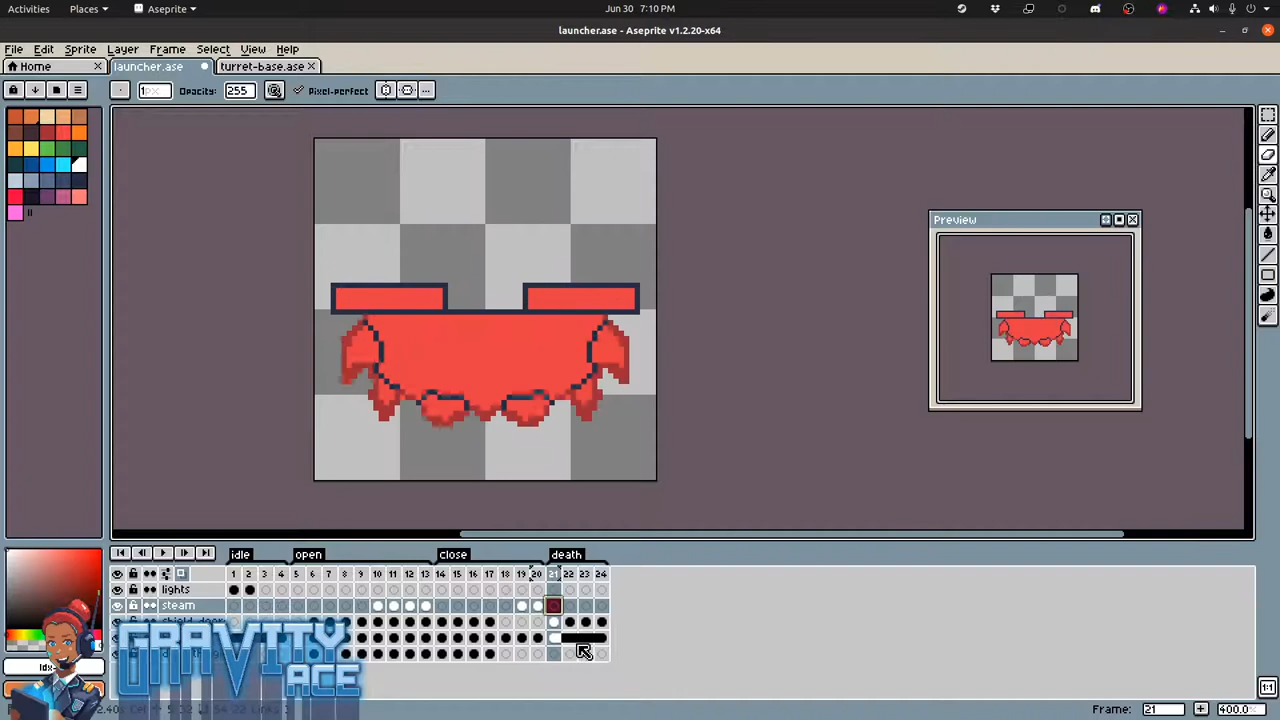 Activities Places Aseprite Jun 30 7:10 PM
launcher.ase - Aseprite v1.2.20-x64
File Edit Sprite Layer Frame Select View Help
Home launcher.ase turret-base.ase
1px Opacity: 255 Pixel-perfect
Preview
idle open close death
1 2 3 4 5 6 7 8 9 10 11 12 13 14 15 16 17 18 19 20 21 22 23 24
lights
steam
GRAVITY
ACE
Frame: 21 400.0%